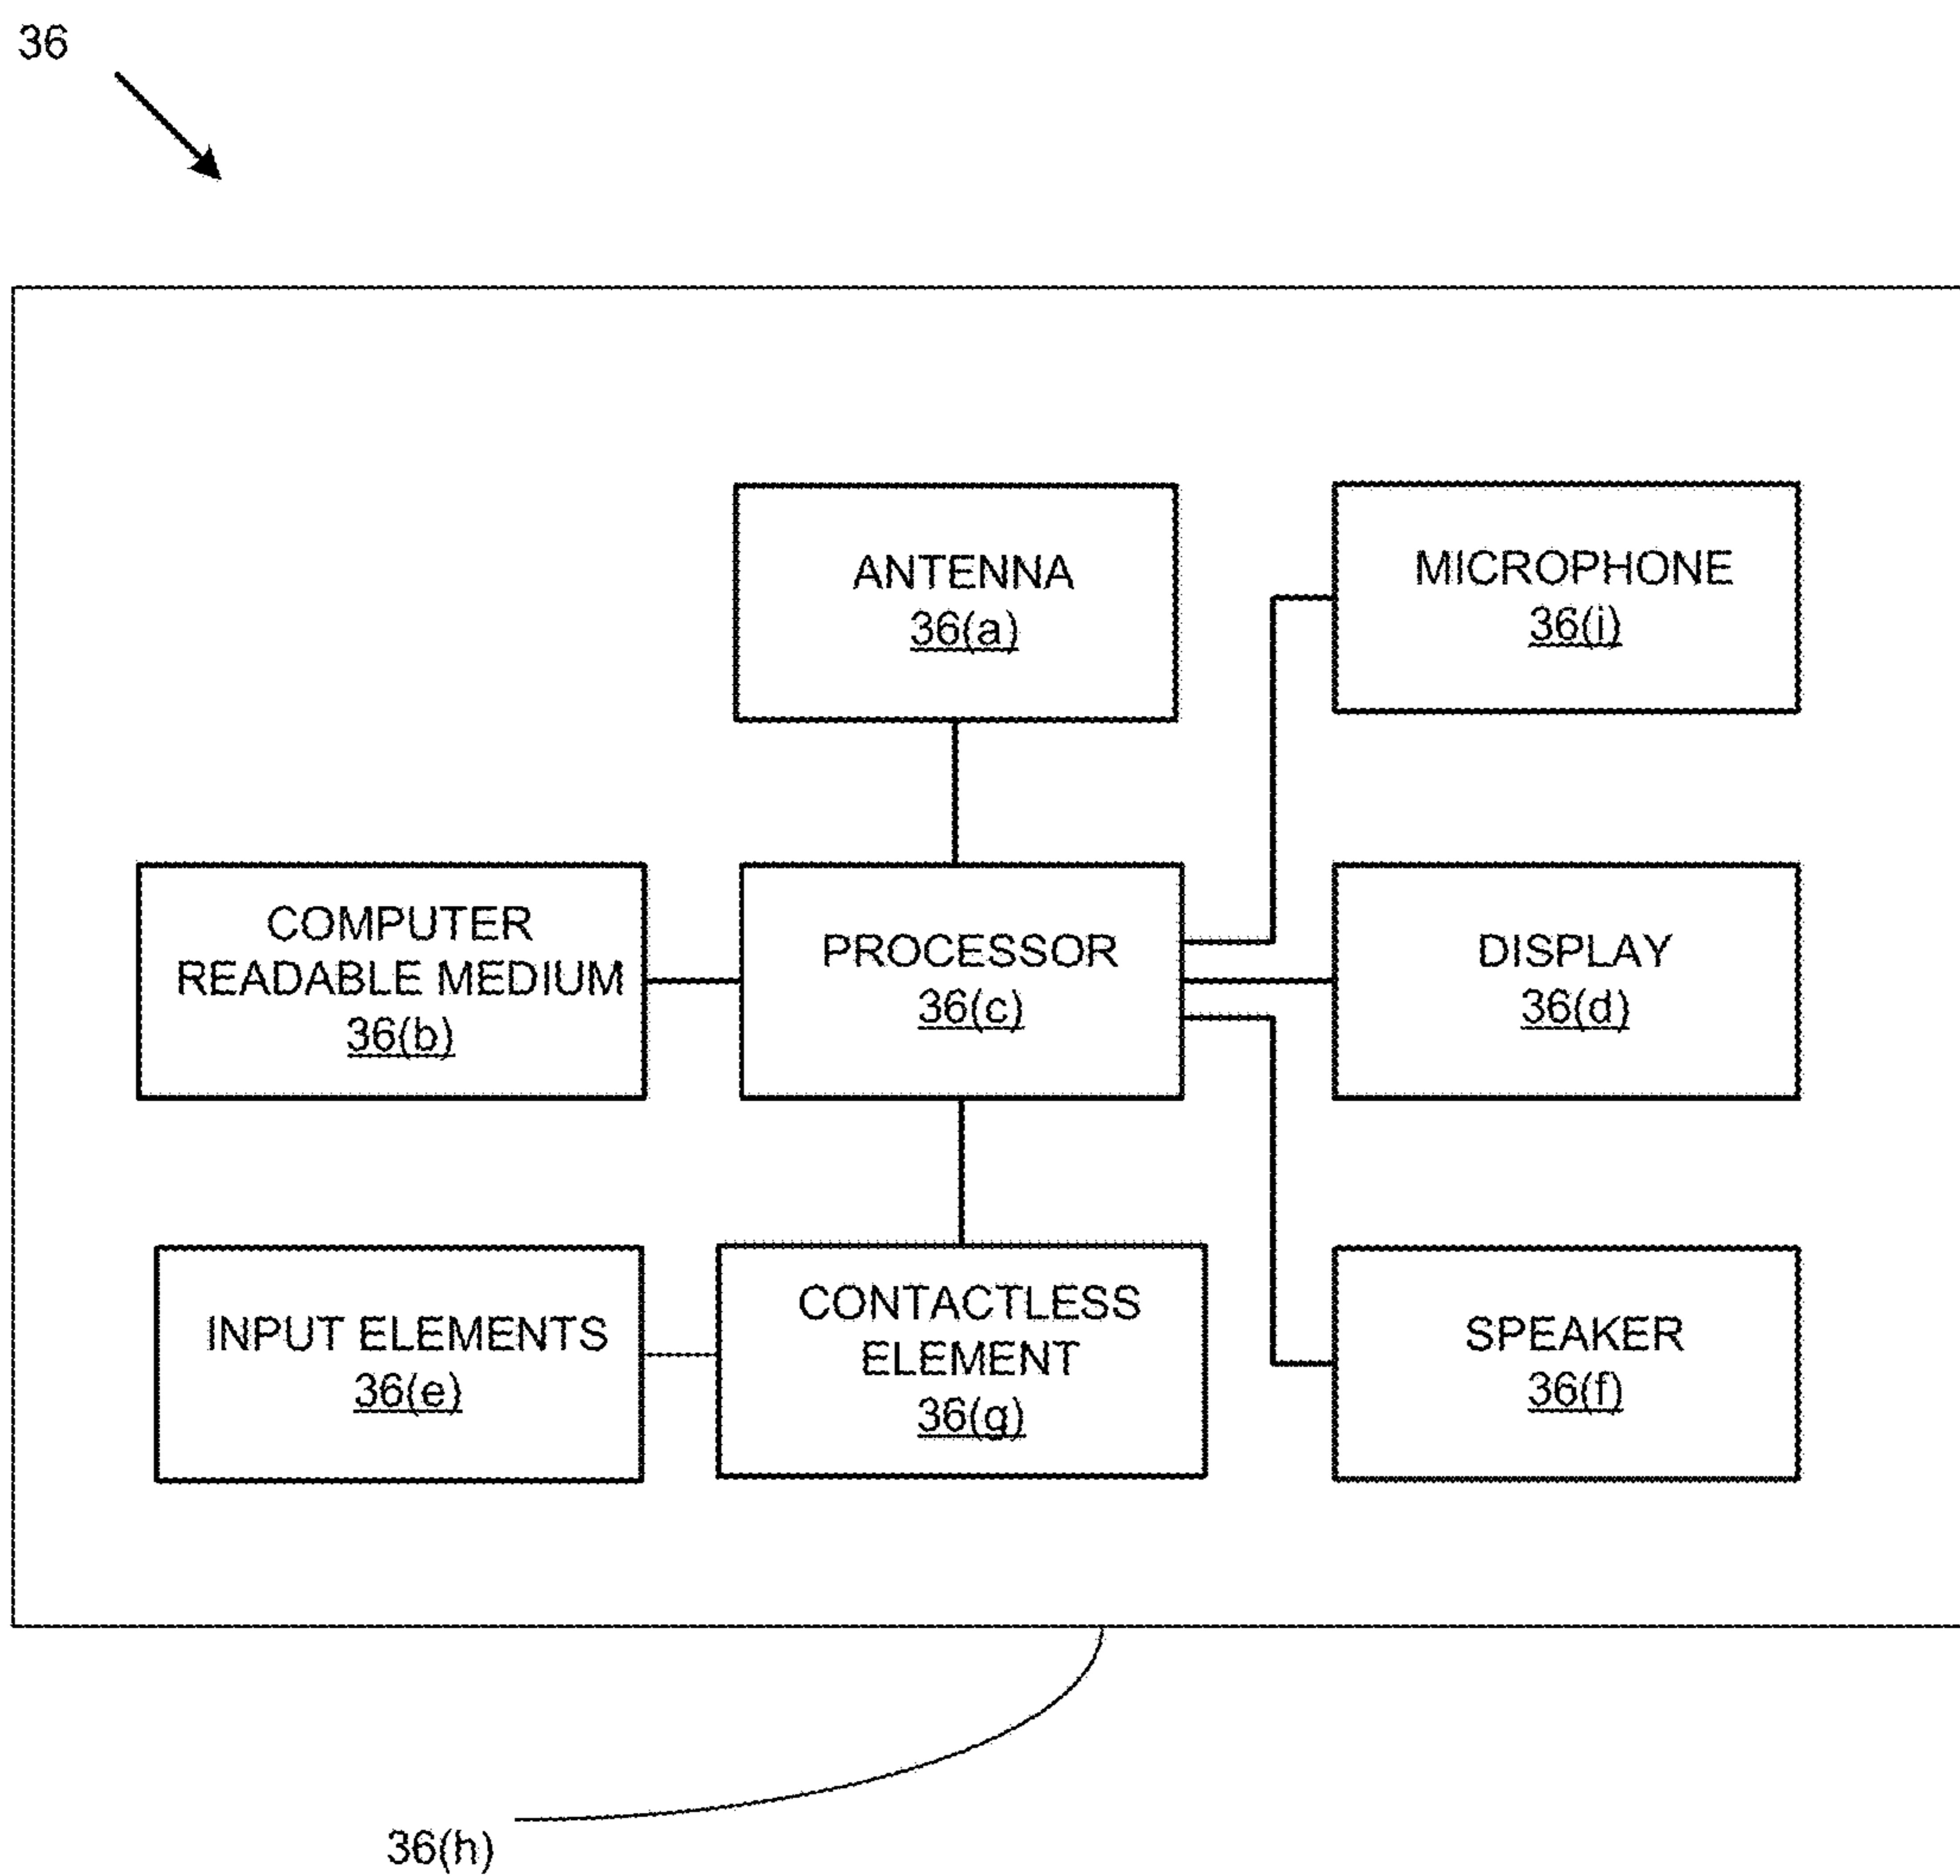 36
ANTENNA
36(a)
MICROPHONE
36(i)
COMPUTER
READABLE MEDIUM
36(b)
PROCESSOR
36(c)
DISPLAY
36(d)
INPUT ELEMENTS
36(e)
CONTACTLESS
ELEMENT
36(g)
SPEAKER
36(f)
36(h)